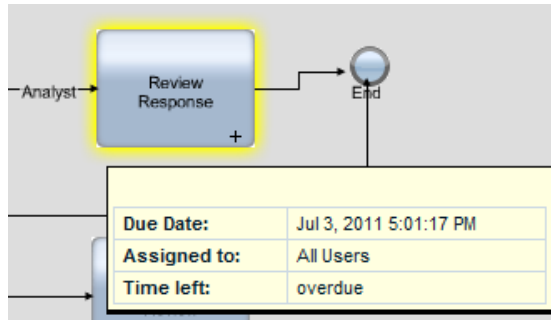 Analyst
Review
Response
+
End
Due Date: Jul 3, 2011 5:01:17 PM
Assigned to: All Users
Time left: overdue